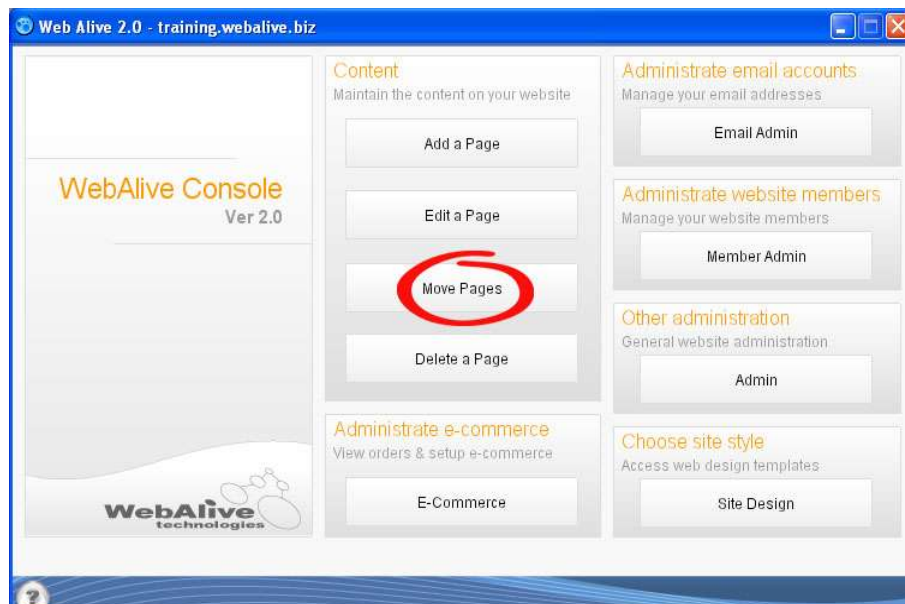 Web Alive 2.0 - training.webalive.biz
WebAlive Console
Ver 2.0
WebAlive
technologies
Content
Maintain the content on your website
Add a Page
Edit a Page
Move Pages
Delete a Page
Administrate e-commerce
View orders & setup e-commerce
E-Commerce
Administrate email accounts
Manage your email addresses
Email Admin
Administrate website members
Manage your website members
Member Admin
Other administration
General website administration
Admin
Choose site style
Access web design templates
Site Design
?